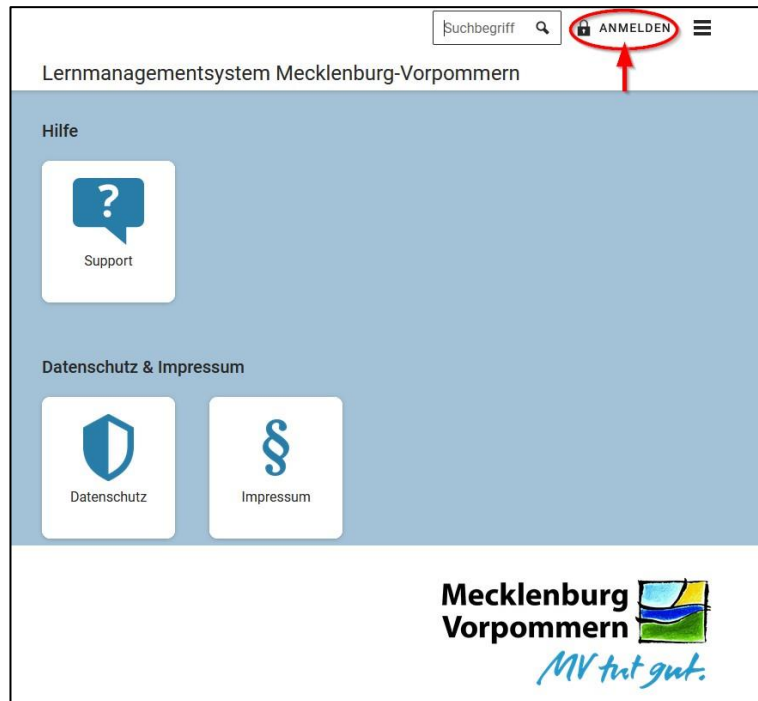 Suchbegriff
ANMELDEN
Lernmanagementsystem Mecklenburg-Vorpommern
Hilfe
?
Support
Datenschutz & Impressum
§
Datenschutz
Impressum
Mecklenburg
Vorpommern
MV tut gut.